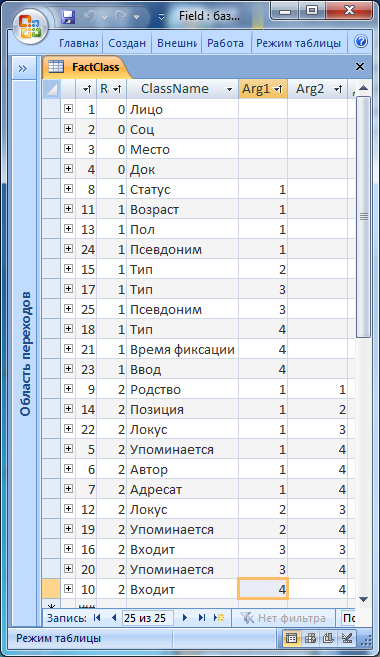 Field : баз...
Главная Создан Внешни Работа Режим таблицы
»
FactClass
R ClassName Arg1 Arg2
1 0 Лицо
2 0 Соц
3 0 Место
4 0 Док
8 1 Статус 1
11 1 Возраст 1
13 1 Пол 1
24 1 Псевдоним 1
15 1 Тип 2
17 1 Тип 3
25 1 Псевдоним 3
18 1 Тип 4
21 1 Время фиксации 4
23 1 Ввод 4
9 2 Родство 1 1
14 2 Позиция 1 2
22 2 Локус 1 3
5 2 Упоминается 1 4
6 2 Автор 1 4
7 2 Адресат 1 4
12 2 Локус 2 3
19 2 Упоминается 2 4
16 2 Входит 3 3
20 2 Упоминается 3 4
10 2 Входит 4 4
Область переходов
Запись: 25 из 25 Нет фильтра По
Режим таблицы